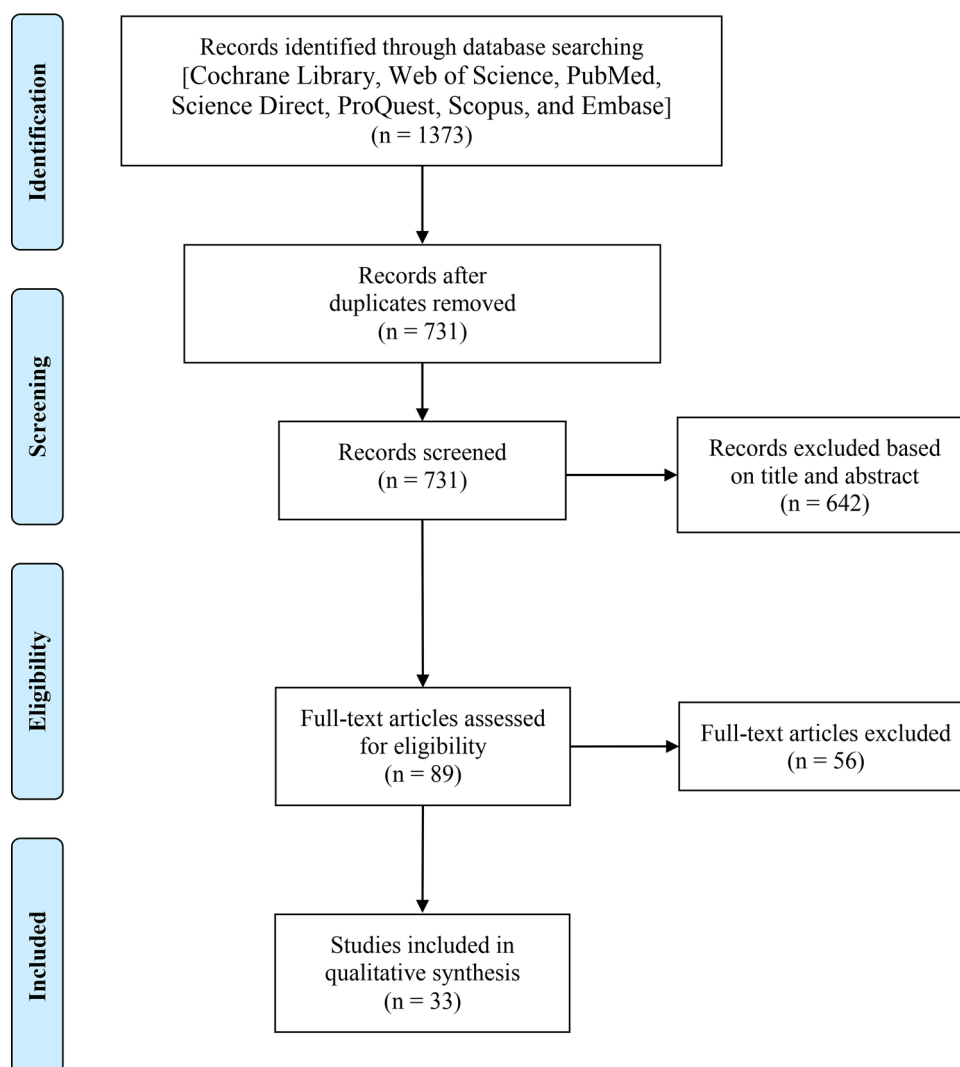 Identification
Records identified through database searching
[Cochrane Library, Web of Science, PubMed,
Science Direct, ProQuest, Scopus, and Embase]
(n = 1373)
Records after
duplicates removed
(n = 731)
Screening
Records screened
(n = 731)
Records excluded based
on title and abstract
(n = 642)
Eligibility
Full-text articles assessed
for eligibility
(n = 89)
Full-text articles excluded
(n = 56)
Included
Studies included in
qualitative synthesis
(n = 33)